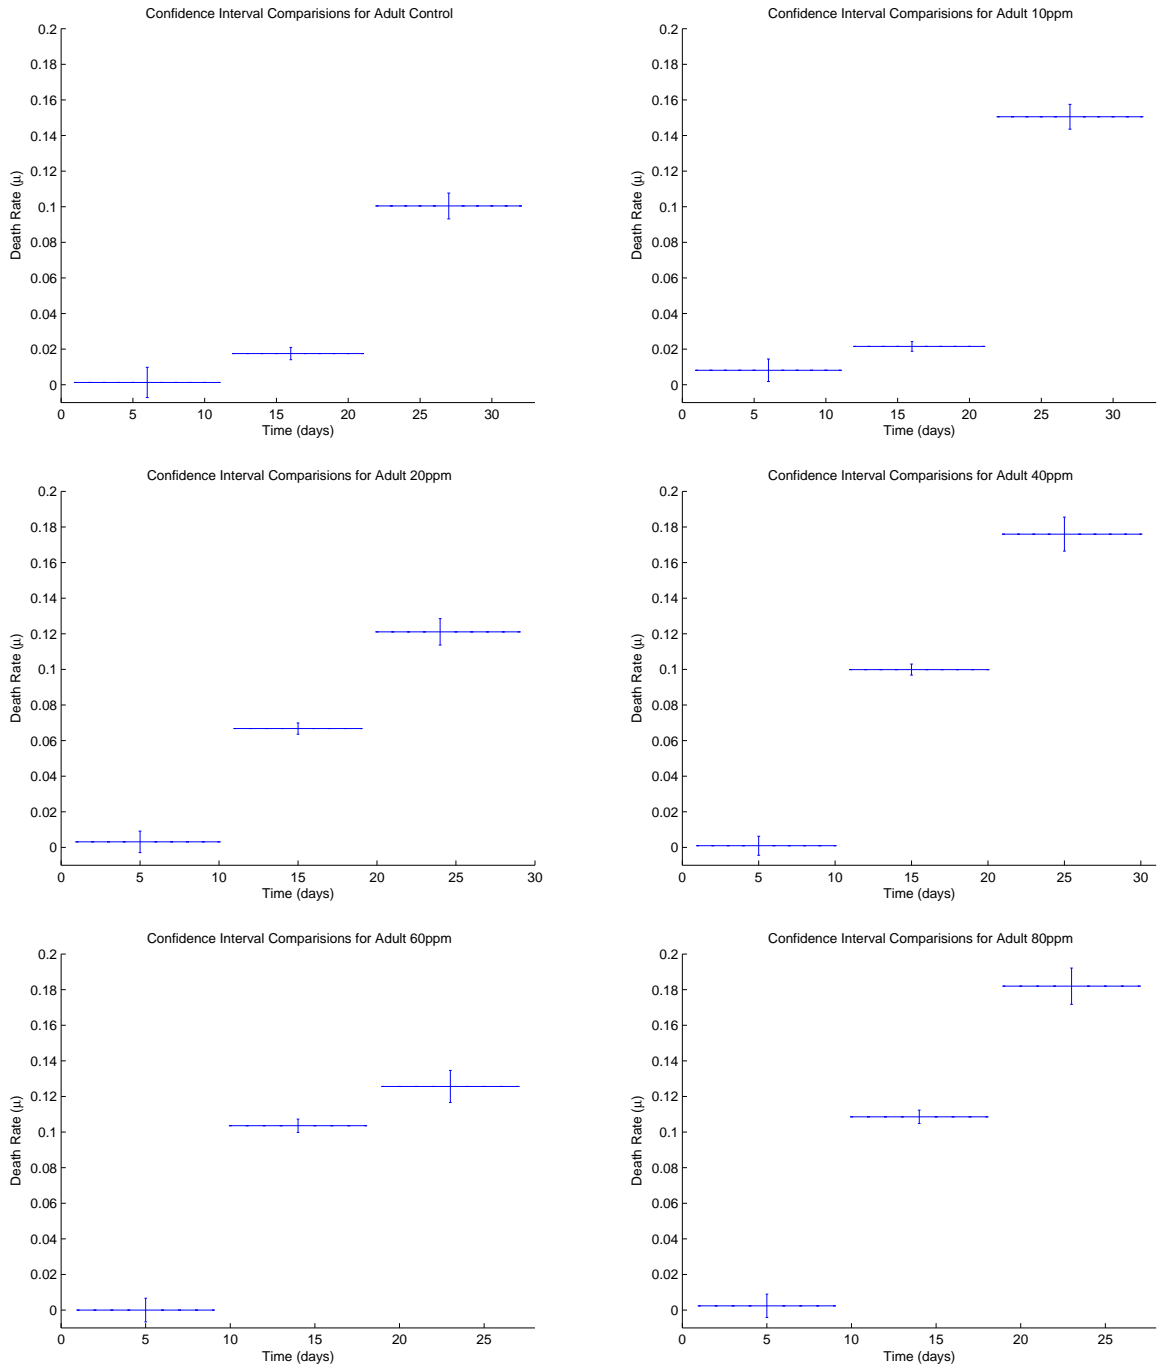 Confidence Interval Comparisions for Adult Control
0.2
0.18
0.16
0.14
0.12
0.1
0.08
0.06
0.04
0.02
0
Death Rate (μ)
0 5 10 15 20 25 30
Time (days)
Confidence Interval Comparisions for Adult 10ppm
0.2
0.18
0.16
0.14
0.12
0.1
0.08
0.06
0.04
0.02
0
Death Rate (μ)
0 5 10 15 20 25 30
Time (days)
Confidence Interval Comparisions for Adult 20ppm
0.2
0.18
0.16
0.14
0.12
0.1
0.08
0.06
0.04
0.02
0
Death Rate (μ)
0 5 10 15 20 25 30
Time (days)
Confidence Interval Comparisions for Adult 40ppm
0.2
0.18
0.16
0.14
0.12
0.1
0.08
0.06
0.04
0.02
0
Death Rate (μ)
0 5 10 15 20 25 30
Time (days)
Confidence Interval Comparisions for Adult 60ppm
0.2
0.18
0.16
0.14
0.12
0.1
0.08
0.06
0.04
0.02
0
Death Rate (μ)
0 5 10 15 20 25
Time (days)
Confidence Interval Comparisions for Adult 80ppm
0.2
0.18
0.16
0.14
0.12
0.1
0.08
0.06
0.04
0.02
0
Death Rate (μ)
0 5 10 15 20 25
Time (days)